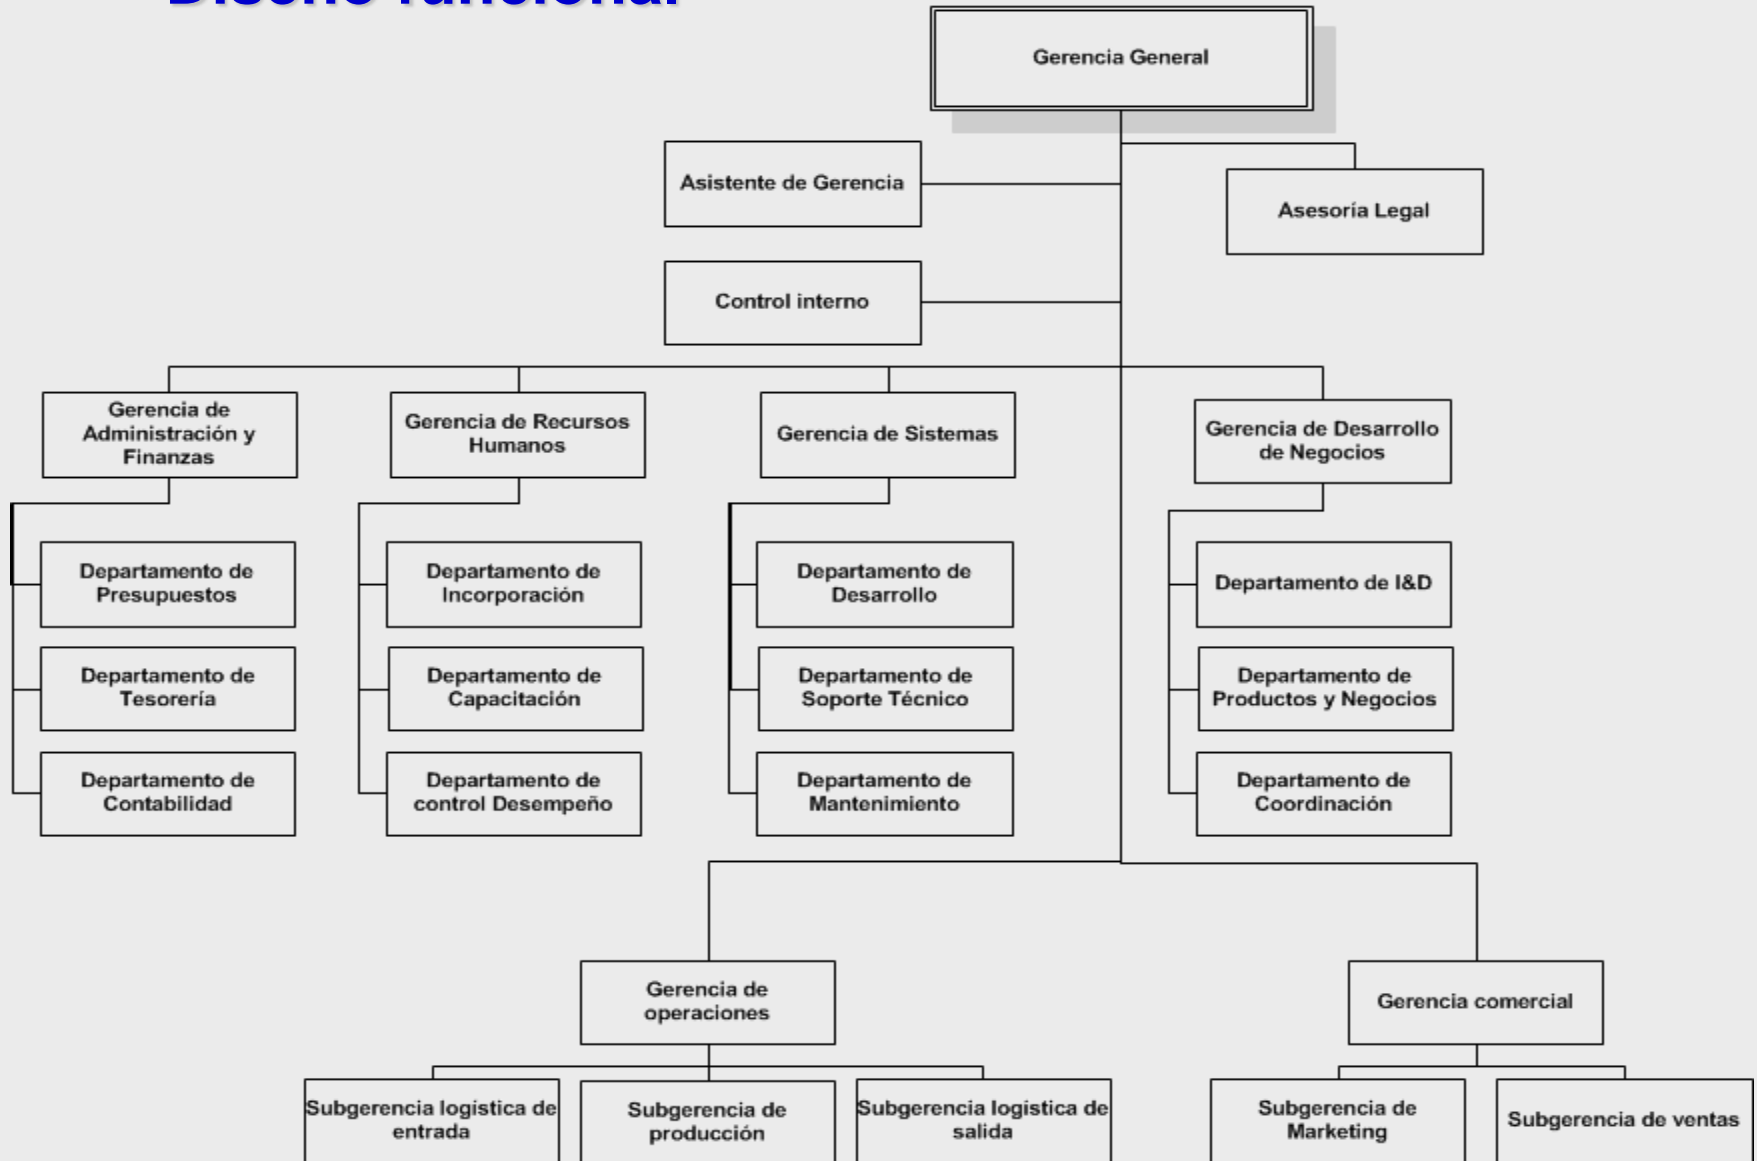 Diseño funcional
Gerencia General
Asistente de Gerencia
Asesoría Legal
Control interno
Gerencia de
Administración y
Finanzas
Gerencia de Recursos
Humanos
Gerencia de Sistemas
Gerencia de Desarrollo
de Negocios
Departamento de
Presupuestos
Departamento de
Incorporación
Departamento de
Desarrollo
Departamento de I&D
Departamento de
Tesorería
Departamento de
Capacitación
Departamento de
Soporte Técnico
Departamento de
Productos y Negocios
Departamento de
Contabilidad
Departamento de
control Desempeño
Departamento de
Mantenimiento
Departamento de
Coordinación
Gerencia de
operaciones
Gerencia comercial
Subgerencia logística de
entrada
Subgerencia de
producción
Subgerencia logística de
salida
Subgerencia de
Marketing
Subgerencia de ventas